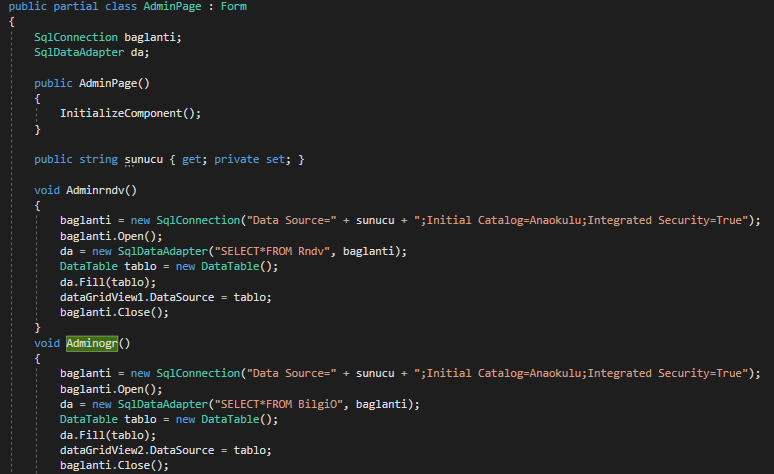 public partial class AdminPage : Form
{
SqlConnection baglanti;
SqlDataAdapter da;
public AdminPage()
{
InitializeComponent();
}
public string sunucu { get; private set; }
void Adminrndv()
{
baglanti = new SqlConnection("Data Source=" + sunucu + ";Initial Catalog=Anaokulu;Integrated Security=True");
baglanti.Open();
da = new SqlDataAdapter("SELECT*FROM Rndv", baglanti);
DataTable tablo = new DataTable();
da.Fill(tablo);
dataGridView1.DataSource = tablo;
baglanti.Close();
}
void Adminogr()
{
baglanti = new SqlConnection("Data Source=" + sunucu + ";Initial Catalog=Anaokulu;Integrated Security=True");
baglanti.Open();
da = new SqlDataAdapter("SELECT*FROM BilgiO", baglanti);
DataTable tablo = new DataTable();
da.Fill(tablo);
dataGridView2.DataSource = tablo;
baglanti.Close();